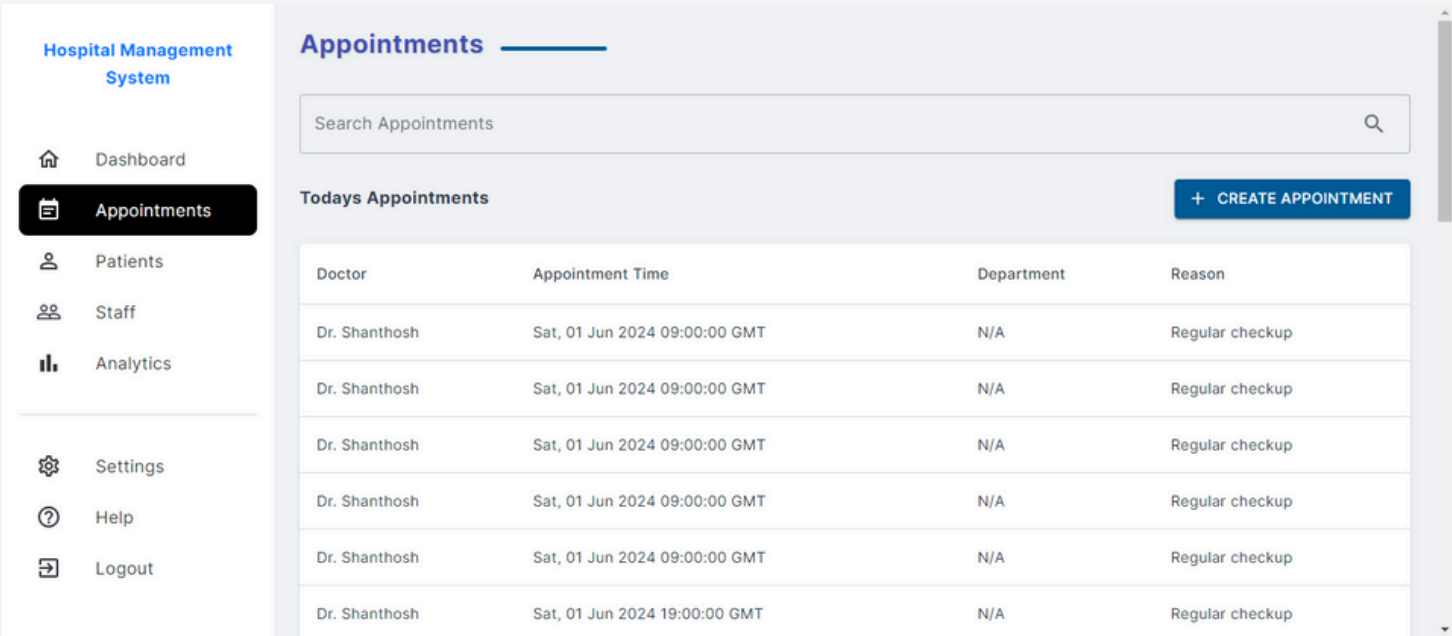 Hospital Management
System
Dashboard
Appointments
Patients
Staff
Analytics
Settings
Help
Logout
Appointments
Search Appointments
Todays Appointments
+ CREATE APPOINTMENT
Doctor Appointment Time Department Reason
Dr. Shanthosh Sat, 01 Jun 2024 09:00:00 GMT N/A Regular checkup
Dr. Shanthosh Sat, 01 Jun 2024 09:00:00 GMT N/A Regular checkup
Dr. Shanthosh Sat, 01 Jun 2024 09:00:00 GMT N/A Regular checkup
Dr. Shanthosh Sat, 01 Jun 2024 09:00:00 GMT N/A Regular checkup
Dr. Shanthosh Sat, 01 Jun 2024 09:00:00 GMT N/A Regular checkup
Dr. Shanthosh Sat, 01 Jun 2024 19:00:00 GMT N/A Regular checkup